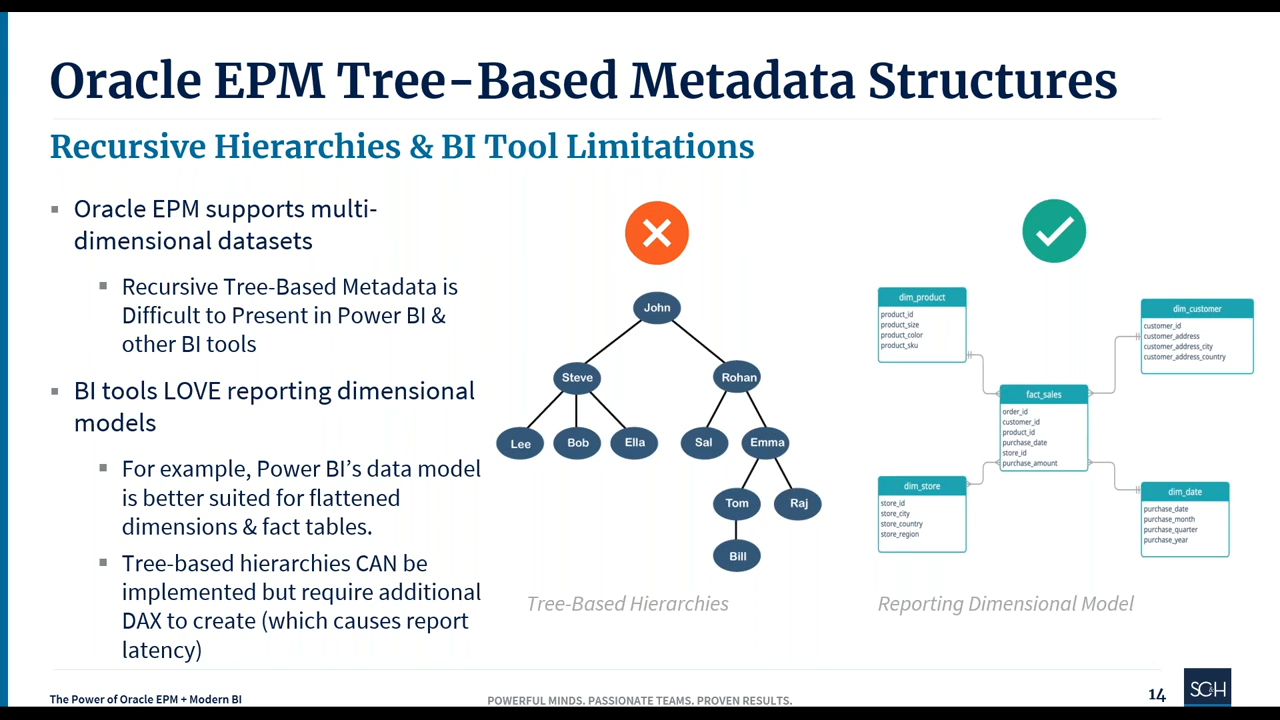 Oracle EPM Tree-Based Metadata Structures
Recursive Hierarchies & BI Tool Limitations
Oracle EPM supports multi-
dimensional datasets
Recursive Tree-Based Metadata is
Difficult to Present in Power BI &
other BI tools
BI tools LOVE reporting dimensional
models
For example, Power BI's data model
is better suited for flattened
dimensions & fact tables.
Tree-based hierarchies CAN be
implemented but require additional
DAX to create (which causes report
latency)
John
Steve
Rohan
Lee
Bob
Ella
Sal
Emma
Tom
Raj
Bill
Tree-Based Hierarchies
dim_product
product_id
product_size
product_color
product_sku
dim_customer
customer_id
customer_address
customer_address_city
customer_address_country
fact_sales
order_id
customer_id
product_id
purchase_date
store_id
purchase_amount
dim_store
store_id
store_city
store_country
store_region
dim_date
purchase_date
purchase_month
purchase_quarter
purchase_year
Reporting Dimensional Model
The Power of Oracle EPM + Modern BI
POWERFUL MINDS. PASSIONATE TEAMS. PROVEN RESULTS.
14
SC&H